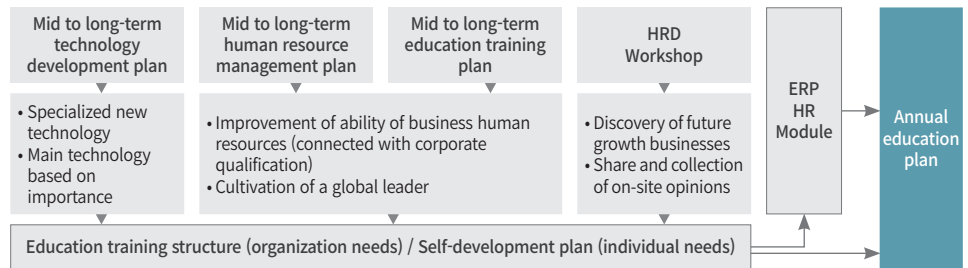 Mid to long-term
technology
development plan
Mid to long-term
human resource
management plan
Mid to long-term
education training
plan
HRD
Workshop
• Specialized new
technology
• Main technology
based on
importance
• Improvement of ability of business human
resources (connected with corporate
qualification)
• Cultivation of a global leader
• Discovery of future
growth businesses
• Share and collection
of on-site opinions
Education training structure (organization needs) / Self-development plan (individual needs)
ERP
HR
Module
Annual
education
plan